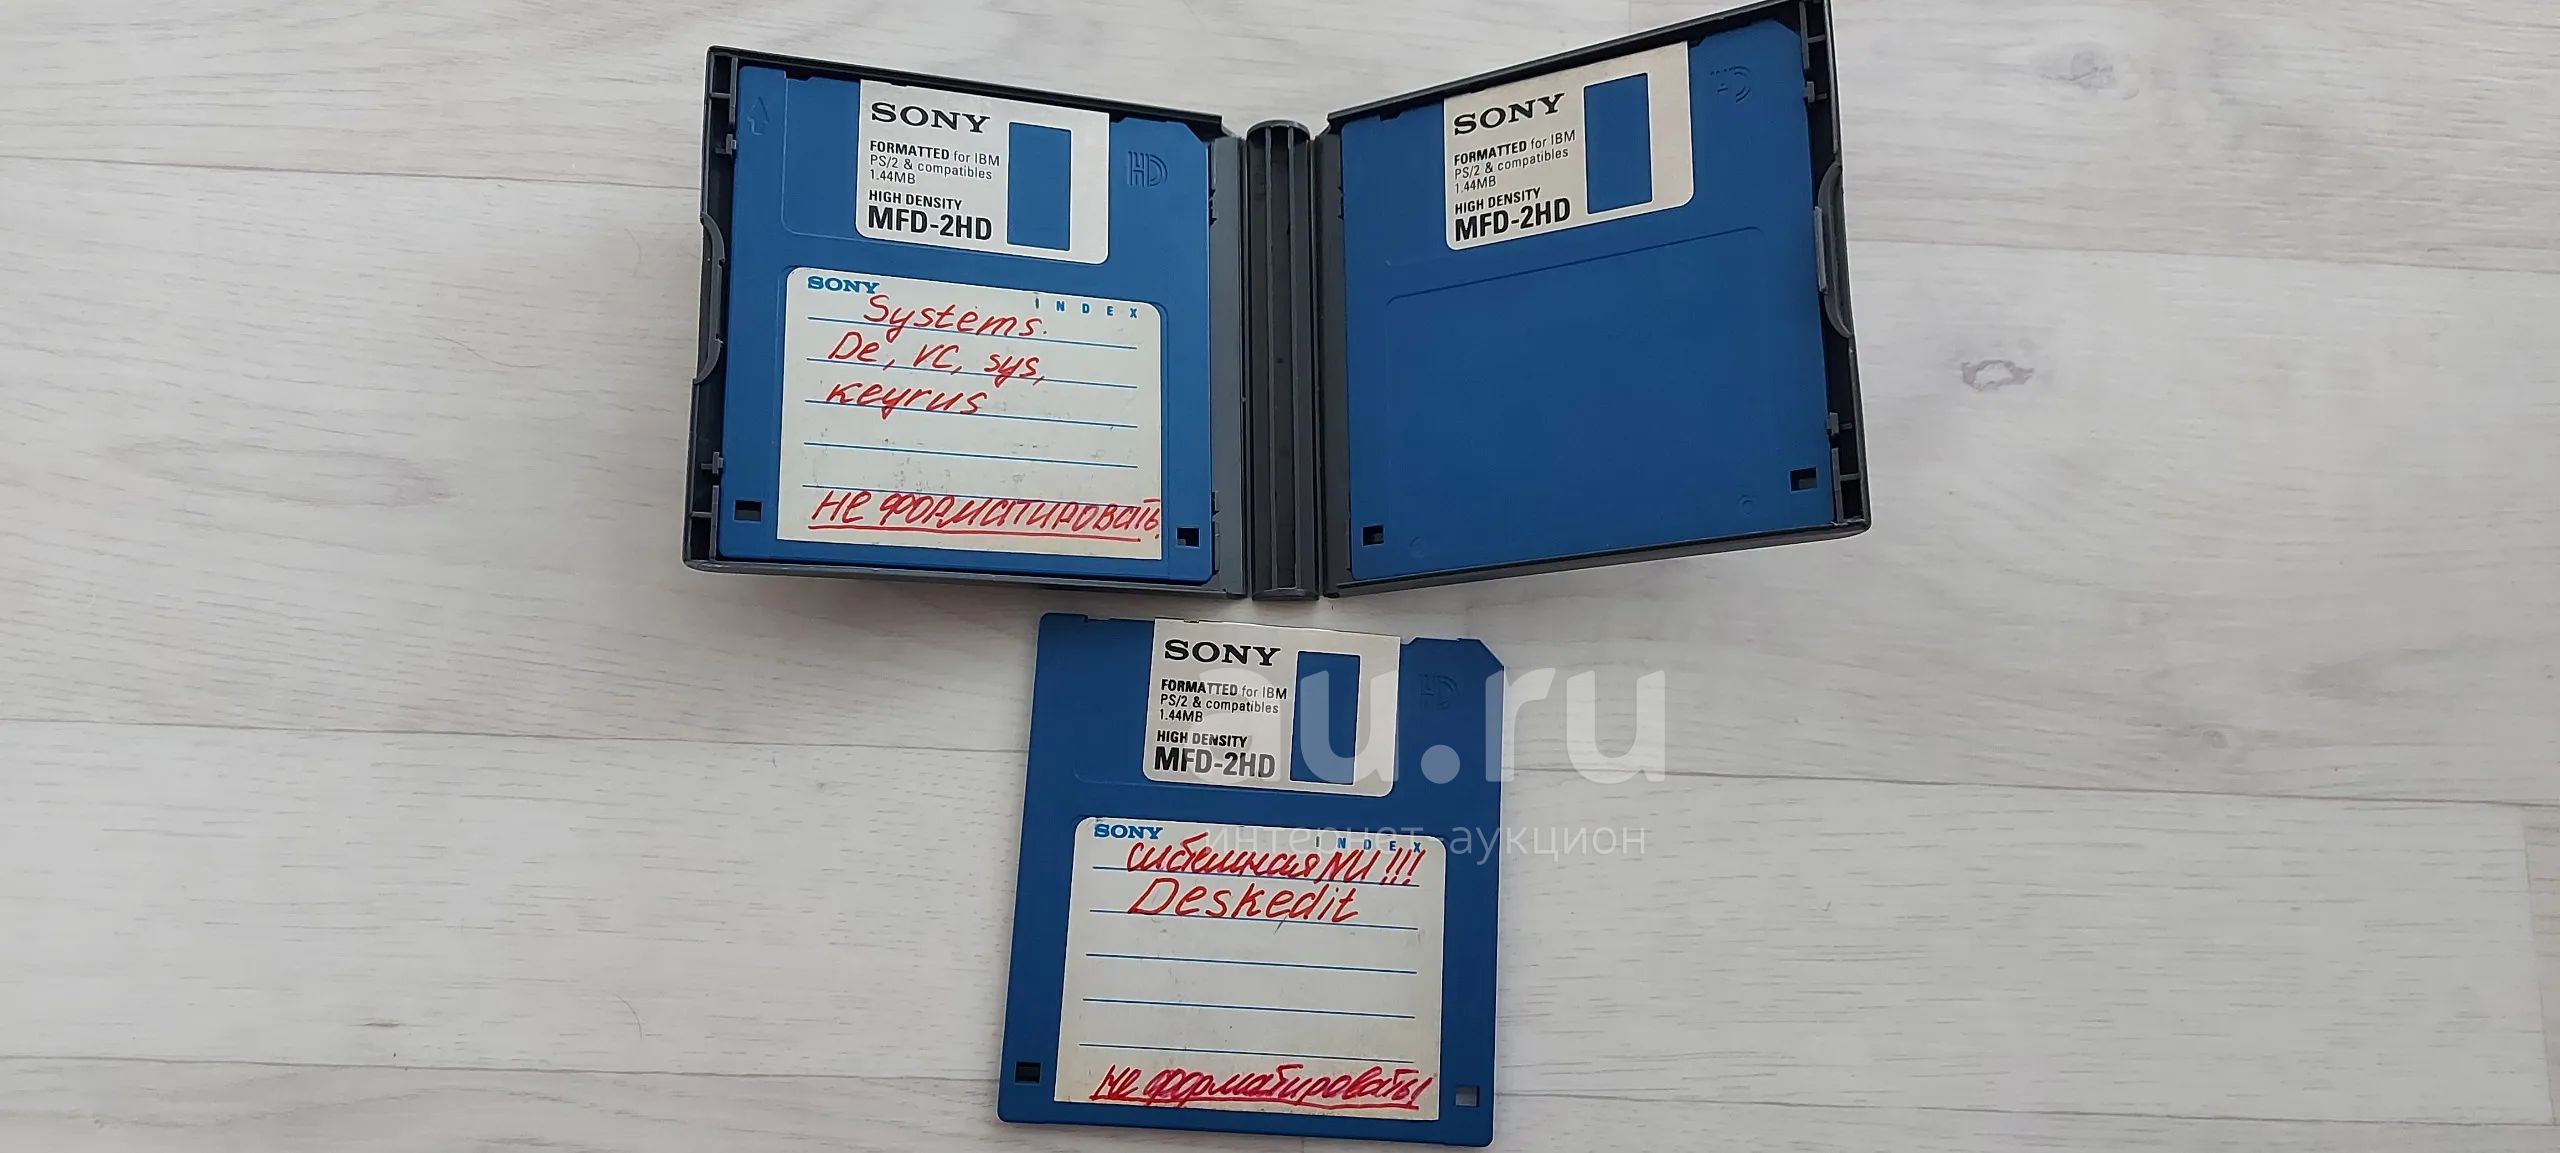 SONY
FORMATTED for IBM
PS/2 & compatibles
1.44MB
HIGH DENSITY
MFD-2HD
HD
SONY
INDEX
Systems.
De, VC, sys,
keyrus
НЕ ФОРМАТИРОВАТЬ!
SONY
FORMATTED for IBM
PS/2 & compatibles
1.44MB
HIGH DENSITY
MFD-2HD
HD
SONY
FORMATTED for IBM
PS/2 & compatibles
1.44MB
HIGH DENSITY
MFD-2HD
HD
SONY
INDEX
системная !!!
Deskedit
не форматировать!
au.ru
интернет-аукцион